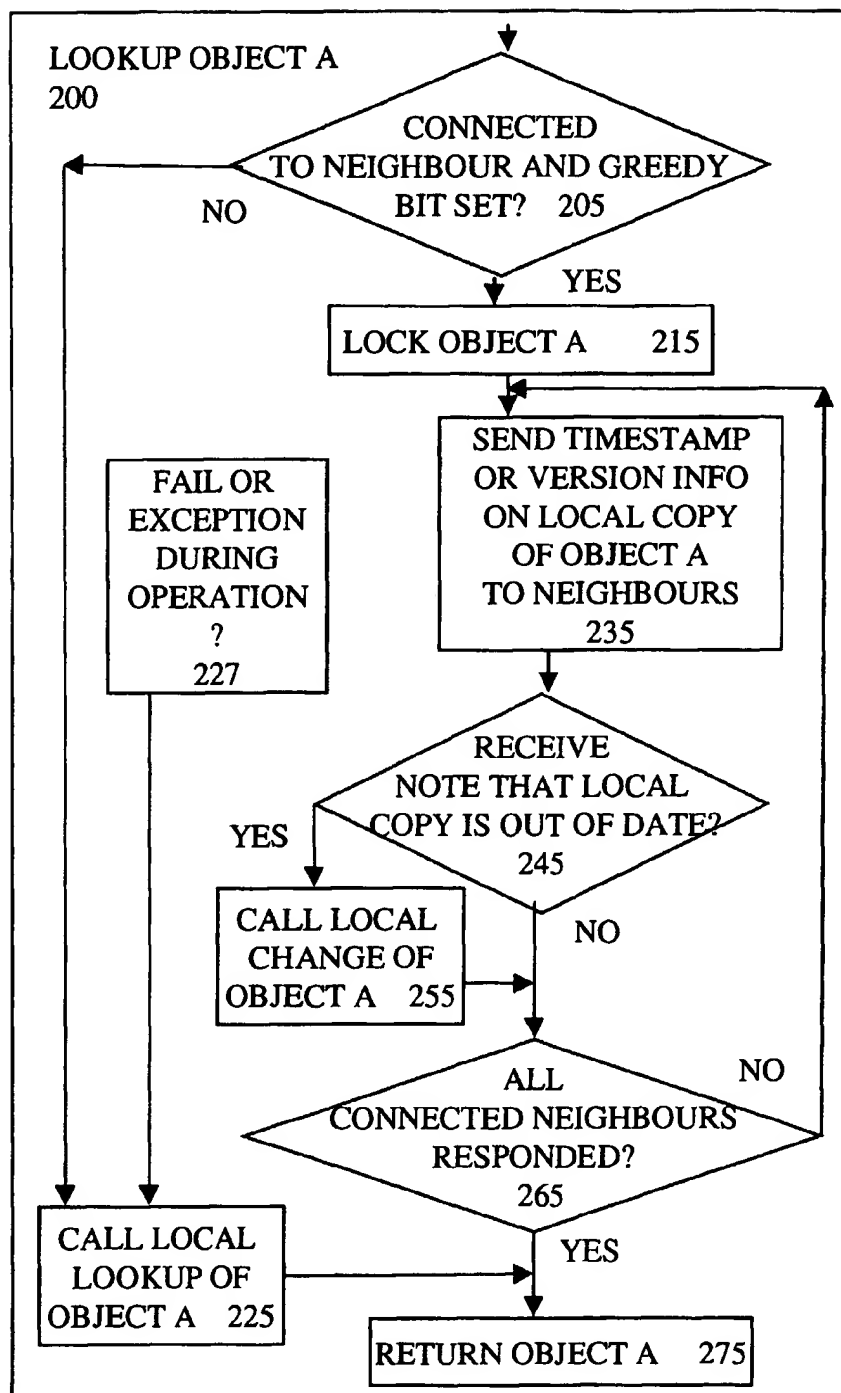 LOOKUP OBJECT A
200
CONNECTED
TO NEIGHBOUR AND GREEDY
BIT SET? 205
NO
YES
LOCK OBJECT A 215
SEND TIMESTAMP
OR VERSION INFO
ON LOCAL COPY
OF OBJECT A
TO NEIGHBOURS
235
FAIL OR
EXCEPTION
DURING
OPERATION
?
227
RECEIVE
NOTE THAT LOCAL
COPY IS OUT OF DATE?
245
YES
NO
CALL LOCAL
CHANGE OF
OBJECT A 255
ALL
CONNECTED NEIGHBOURS
RESPONDED?
265
NO
YES
CALL LOCAL
LOOKUP OF
OBJECT A 225
RETURN OBJECT A 275